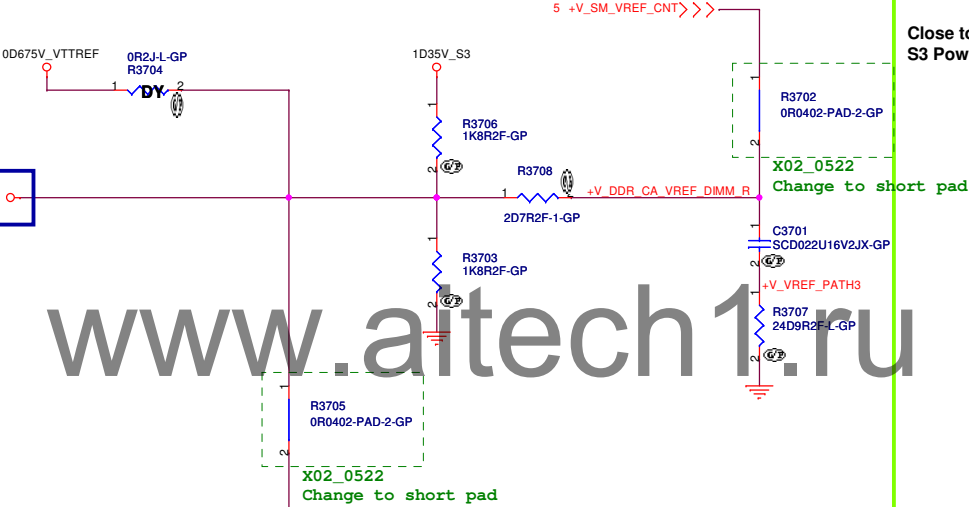 5 +V_SM_VREF_CNT
Close to
S3 Pow
0D675V_VTTREF
0R2J-L-GP
R3704
1 DY 2
G/P
1D35V_S3
1
R3706
1K8R2F-GP
2 G/P
1
R3702
0R0402-PAD-2-GP
2
X02_0522
Change to short pad
R3708
1
2D7R2F-1-GP
+V_DDR_CA_VREF_DIMM_R
1
R3703
1K8R2F-GP
2 G/P
1
C3701
SCD022U16V2JX-GP
2 G/P
+V_VREF_PATH3
1
R3707
24D9R2F-L-GP
2 G/P
www.aitech1.ru
1
R3705
0R0402-PAD-2-GP
2
X02_0522
Change to short pad